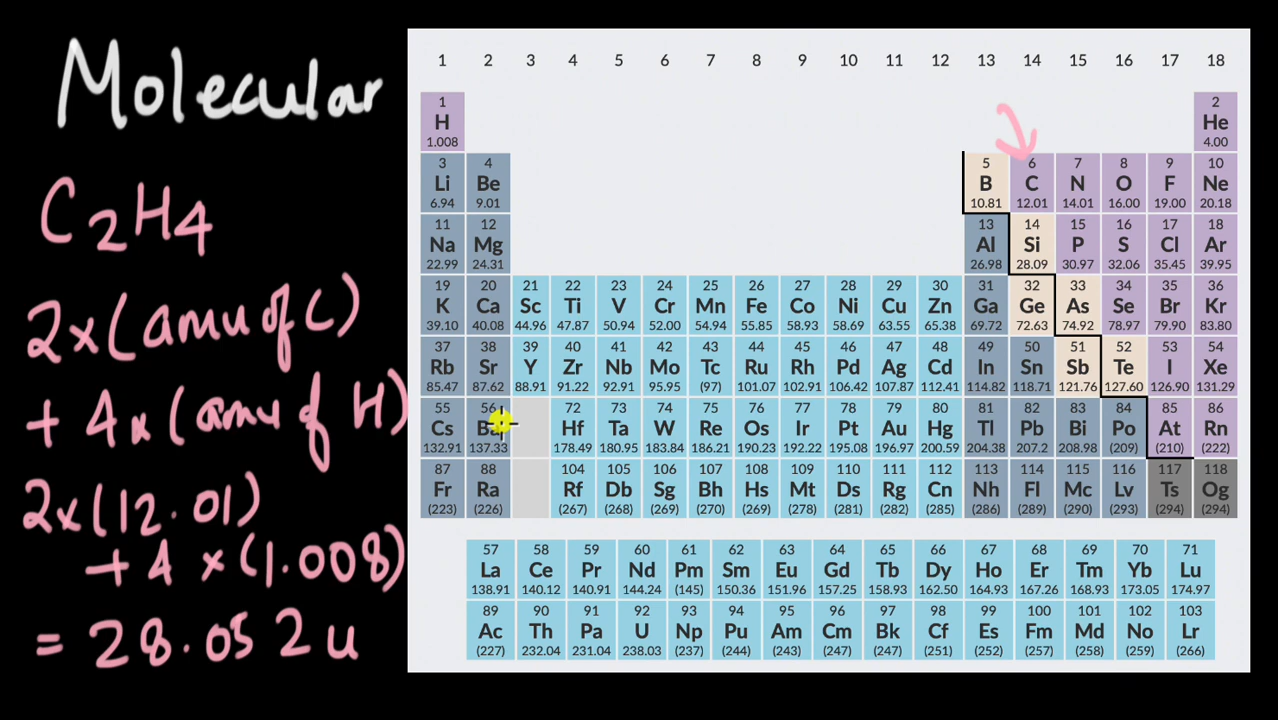 Molecular
C2H4
2x(amu of C)
+ 4x(amu of H)
2x(12.01)
+ 4 x(1.008)
= 28.052u
1 2 3 4 5 6 7 8 9 10 11 12 13 14 15 16 17 18
1 2
H He
1.008 4.00
3 4 5 6 7 8 9 10
Li Be B C N O F Ne
6.94 9.01 10.81 12.01 14.01 16.00 19.00 20.18
11 12 13 14 15 16 17 18
Na Mg Al Si P S Cl Ar
22.99 24.31 26.98 28.09 30.97 32.06 35.45 39.95
19 20 21 22 23 24 25 26 27 28 29 30 31 32 33 34 35 36
K Ca Sc Ti V Cr Mn Fe Co Ni Cu Zn Ga Ge As Se Br Kr
39.10 40.08 44.96 47.87 50.94 52.00 54.94 55.85 58.93 58.69 63.55 65.38 69.72 72.63 74.92 78.97 79.90 83.80
37 38 39 40 41 42 43 44 45 46 47 48 49 50 51 52 53 54
Rb Sr Y Zr Nb Mo Tc Ru Rh Pd Ag Cd In Sn Sb Te I Xe
85.47 87.62 88.91 91.22 92.91 95.95 (97) 101.07 102.91 106.42 107.87 112.41 114.82 118.71 121.76 127.60 126.90 131.29
55 56 72 73 74 75 76 77 78 79 80 81 82 83 84 85 86
Cs Ba Hf Ta W Re Os Ir Pt Au Hg Tl Pb Bi Po At Rn
132.91 137.33 178.49 180.95 183.84 186.21 190.23 192.22 195.08 196.97 200.59 204.38 207.2 208.98 (209) (210) (222)
87 88 104 105 106 107 108 109 110 111 112 113 114 115 116 117 118
Fr Ra Rf Db Sg Bh Hs Mt Ds Rg Cn Nh Fl Mc Lv Ts Og
(223) (226) (267) (268) (269) (270) (269) (278) (281) (282) (285) (286) (289) (290) (293) (294) (294)
57 58 59 60 61 62 63 64 65 66 67 68 69 70 71
La Ce Pr Nd Pm Sm Eu Gd Tb Dy Ho Er Tm Yb Lu
138.91 140.12 140.91 144.24 (145) 150.36 151.96 157.25 158.93 162.50 164.93 167.26 168.93 173.05 174.97
89 90 91 92 93 94 95 96 97 98 99 100 101 102 103
Ac Th Pa U Np Pu Am Cm Bk Cf Es Fm Md No Lr
(227) 232.04 231.04 238.03 (237) (244) (243) (247) (247) (251) (252) (257) (258) (259) (266)